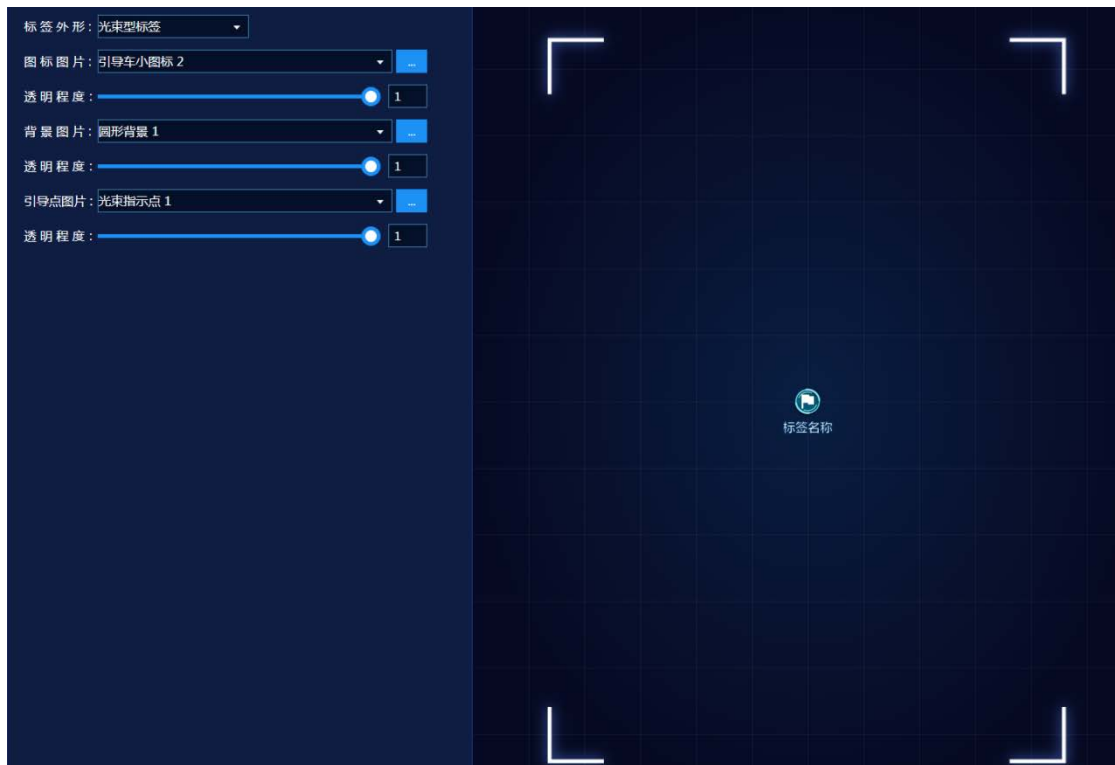 标签外形：光束型标签
图标图片：引导车小图标 2 ...
透明程度： 1
背景图片：圆形背景 1 ...
透明程度： 1
引导点图片：光束指示点 1 ...
透明程度： 1
标签名称